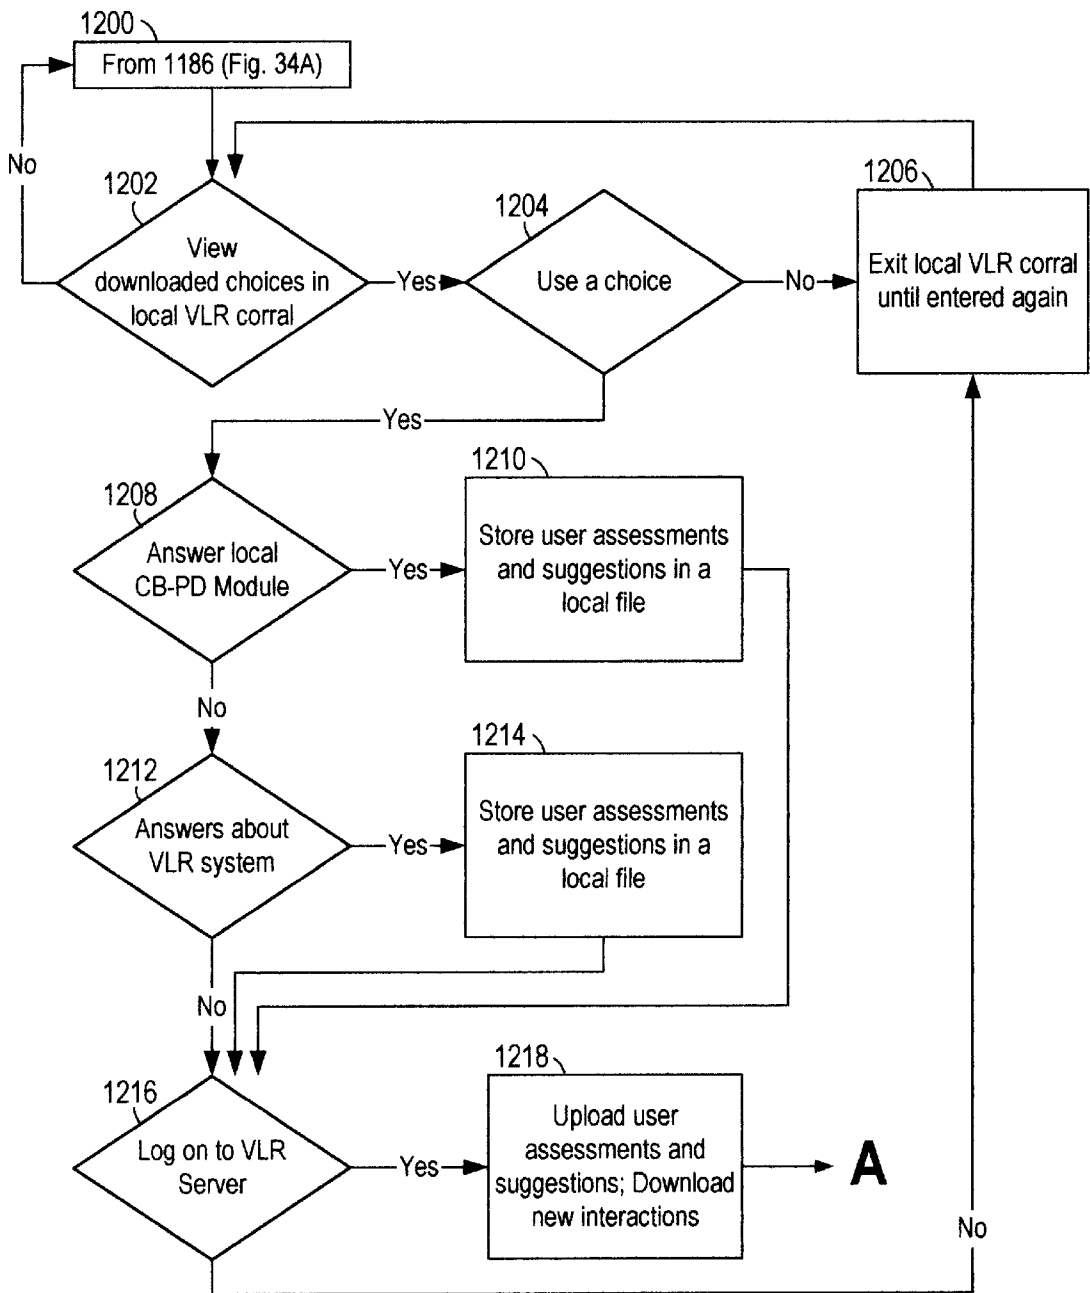 1200
From 1186 (Fig. 34A)
No
1202
View
downloaded choices in
local VLR corral
Yes
1204
Use a choice
No
1206
Exit local VLR corral
until entered again
Yes
1208
Answer local
CB-PD Module
Yes
1210
Store user assessments
and suggestions in a
local file
No
1212
Answers about
VLR system
Yes
1214
Store user assessments
and suggestions in a
local file
No
1216
Log on to VLR
Server
Yes
1218
Upload user
assessments and
suggestions; Download
new interactions
A
No